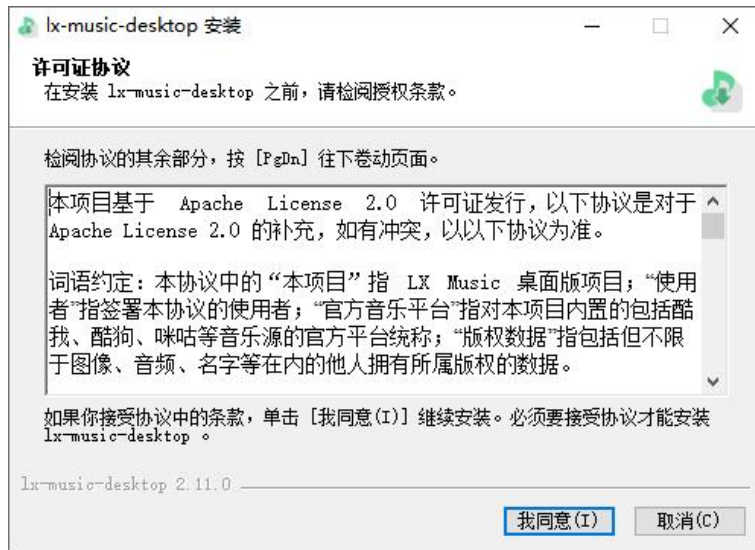 lx-music-desktop 安装
许可证协议
在安装 lx-music-desktop 之前，请检阅授权条款。
检阅协议的其余部分，按 [PgDn] 往下卷动页面。
本项目基于 Apache License 2.0 许可证发行，以下协议是对于
Apache License 2.0 的补充，如有冲突，以以下协议为准。
词语约定：本协议中的“本项目”指 LX Music 桌面版项目；“使用
者”指签署本协议的使用者；“官方音乐平台”指对本项目内置的包括酷
我、酷狗、咪咕等音乐源的官方平台统称；“版权数据”指包括但不限
于图像、音频、名字等在内的他人拥有所属版权的数据。
如果你接受协议中的条款，单击 [我同意(I)] 继续安装。必须要接受协议才能安装
lx-music-desktop 。
lx-music-desktop 2.11.0
我同意(I)
取消(C)